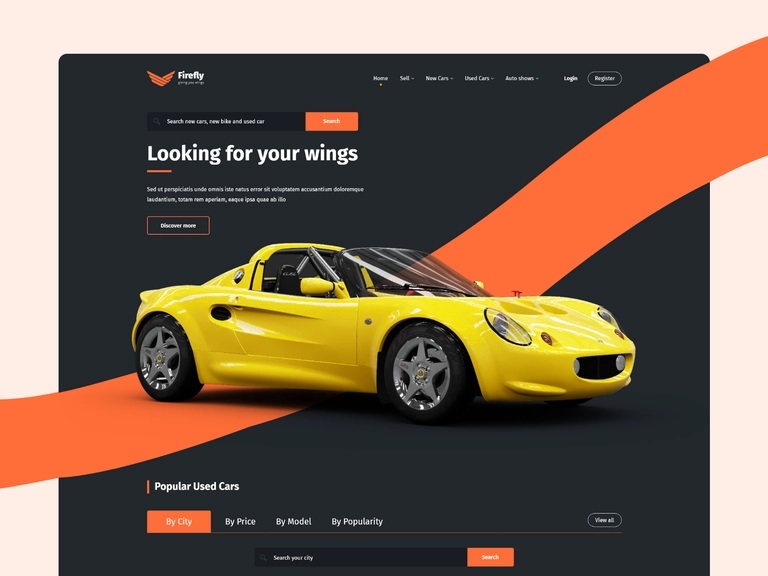 Firefly
giving you wings
Home
Sell
New Cars
Used Cars
Auto shows
Login
Register
Search new cars, new bike and used car
Search
Looking for your wings
Sed ut perspiciatis unde omnis iste natus error sit voluptatem accusantium doloremque
laudantium, totam rem aperiam, eaque ipsa quae ab illo
Discover more
Popular Used Cars
By City
By Price
By Model
By Popularity
View all
Search your city
Search